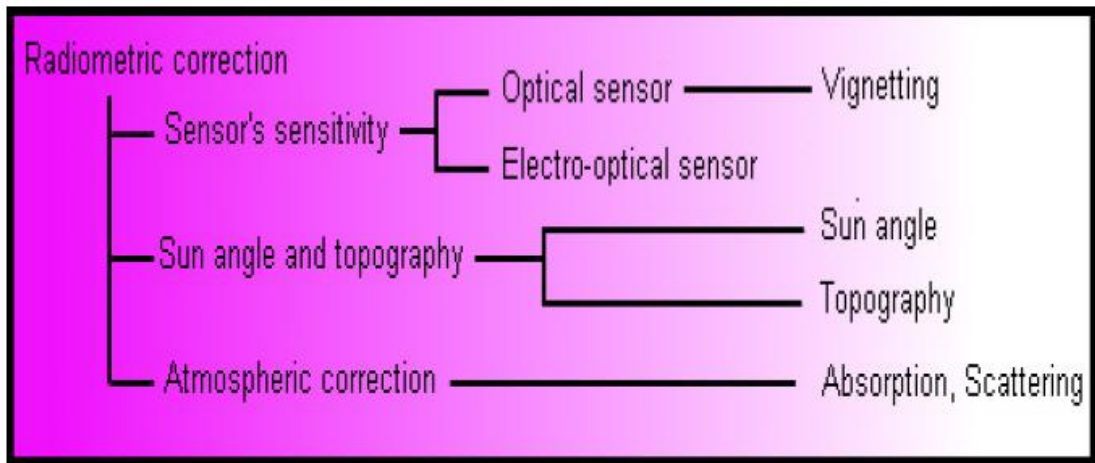 Radiometric correction
Optical sensor
Vignetting
Sensor's sensitivity
Electro-optical sensor
Sun angle
Sun angle and topography
Topography
Atmospheric correction
Absorption, Scattering